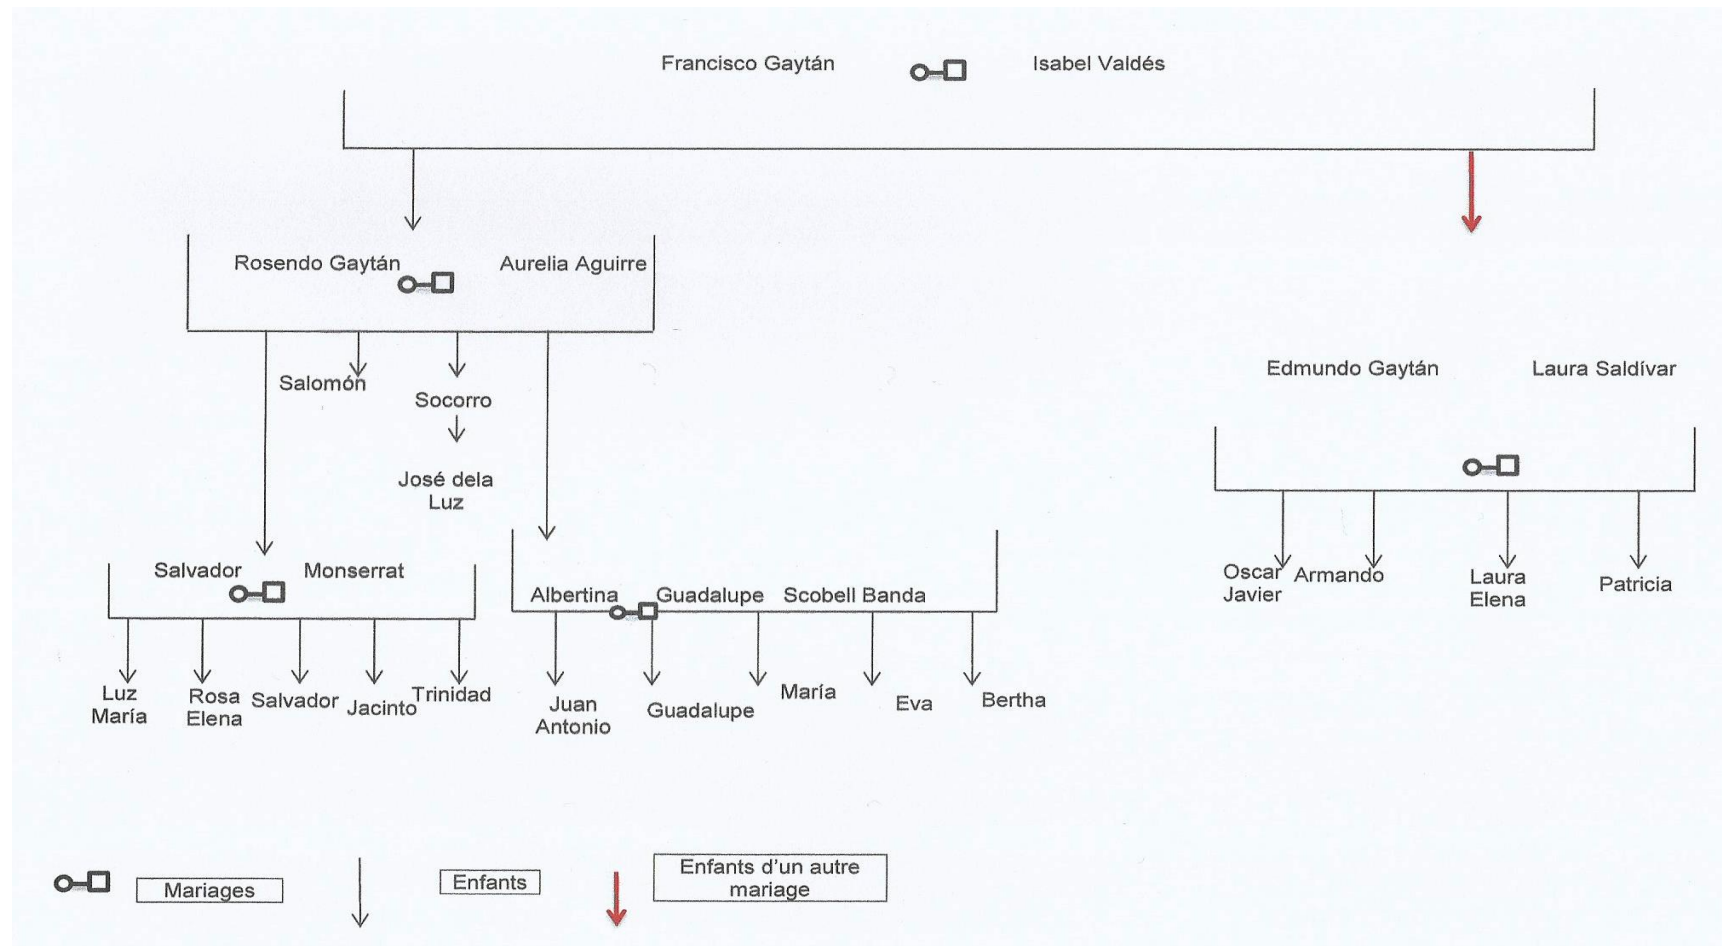 Francisco Gaytán Isabel Valdés
Rosendo Gaytán Aurelia Aguirre
Salomón
Socorro
José dela
Luz
Edmundo Gaytán Laura Saldívar
Salvador Monserrat
Albertina Guadalupe Scobell Banda
Oscar
Javier
Armando
Laura
Elena
Patricia
Luz
María
Rosa
Elena
Salvador
Jacinto
Trinidad
Juan
Antonio
Guadalupe
María
Eva
Bertha
Mariages
Enfants
Enfants d'un autre
mariage